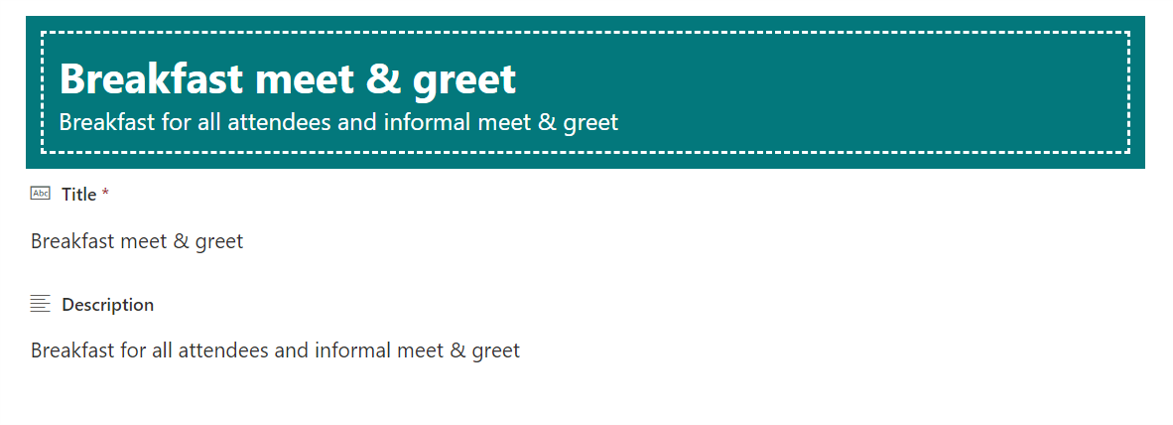 Breakfast meet & greet
Breakfast for all attendees and informal meet & greet
Abc Title *
Breakfast meet & greet
Description
Breakfast for all attendees and informal meet & greet